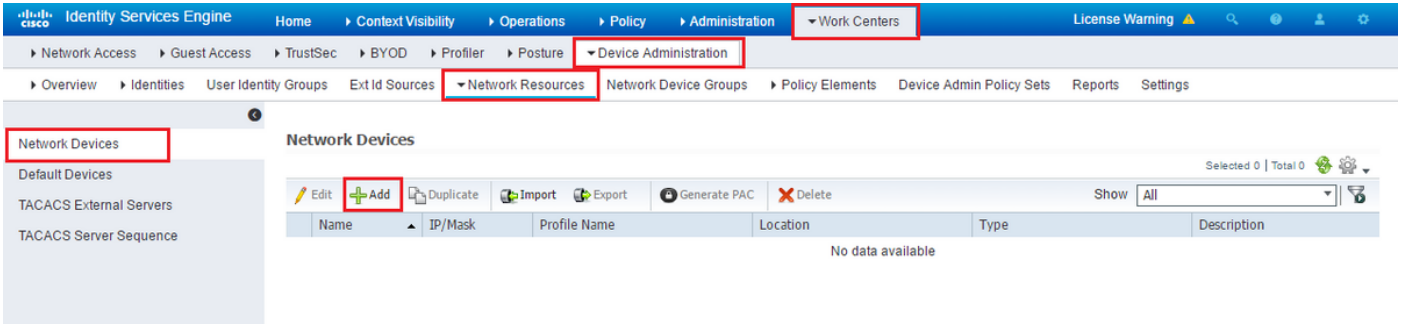 cisco Identity Services Engine Home Context Visibility Operations Policy Administration Work Centers License Warning
Network Access Guest Access TrustSec BYOD Profiler Posture Device Administration
Overview Identities User Identity Groups Ext Id Sources Network Resources Network Device Groups Policy Elements Device Admin Policy Sets Reports Settings
Network Devices
Default Devices
TACACS External Servers
TACACS Server Sequence
Network Devices
Selected 0 | Total 0
Edit Add Duplicate Import Export Generate PAC Delete Show All
Name IP/Mask Profile Name Location Type Description
No data available